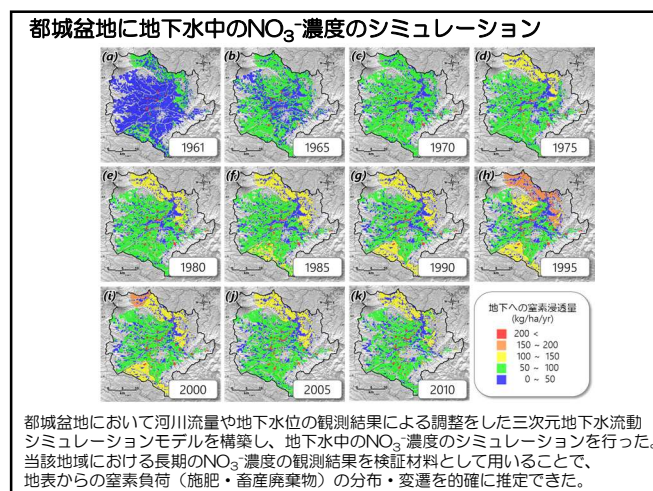 都城盆地に地下水中のNO₃⁻濃度のシミュレーション
(a)
1961
(b)
1965
(c)
1970
(d)
1975
(e)
1980
(f)
1985
(g)
1990
(h)
1995
(i)
2000
(j)
2005
(k)
2010
地下への窒素浸透量
(kg/ha/yr)
200 <
150 ~ 200
100 ~ 150
50 ~ 100
0 ~ 50
都城盆地において河川流量や地下水位の観測結果による調整をした三次元地下水流動
シミュレーションモデルを構築し、地下水中のNO₃⁻濃度のシミュレーションを行った。
当該地域における長期のNO₃⁻濃度の観測結果を検証材料として用いることで、
地表からの窒素負荷（施肥・畜産廃棄物）の分布・変遷を的確に推定できた。